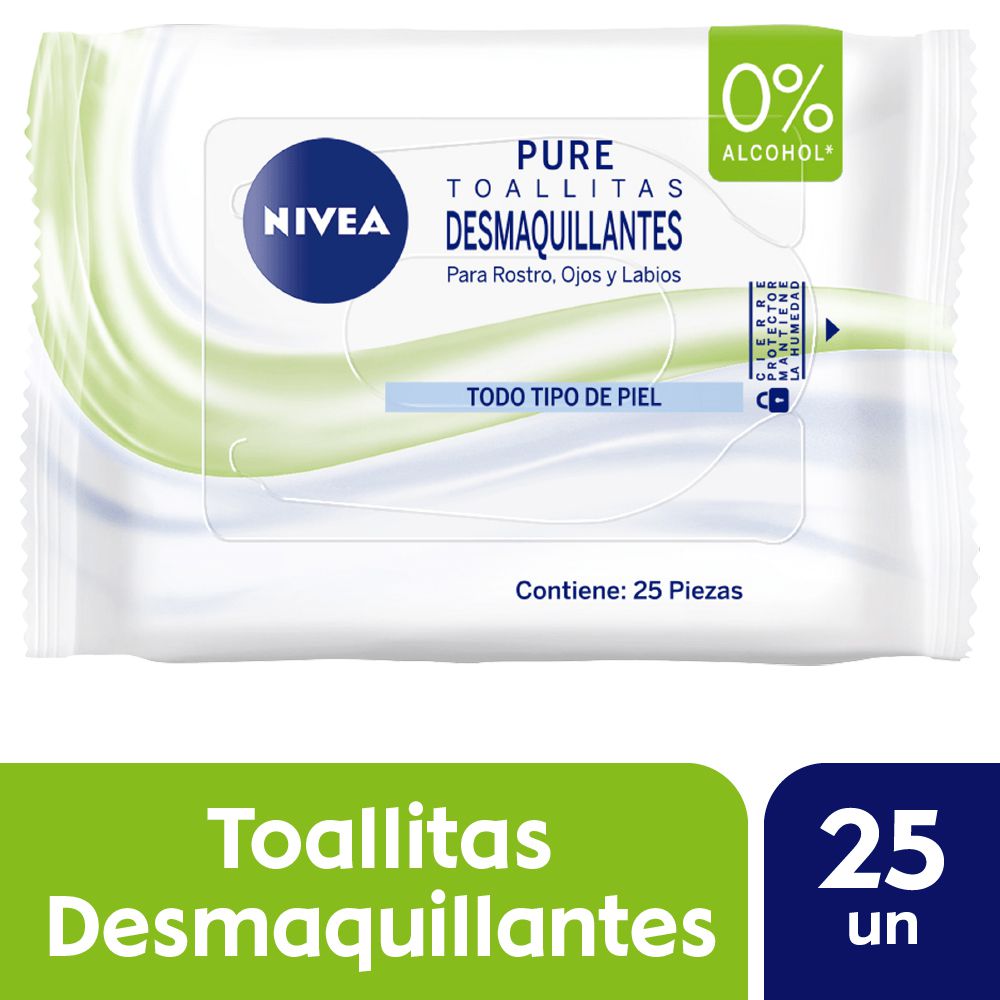 0%
ALCOHOL*
NIVEA
PURE
TOALLITAS
DESMAQUILLANTES
Para Rostro, Ojos y Labios
CIERRE
PROTECTOR
MANTIENE
LA HUMEDAD
TODO TIPO DE PIEL
Contiene: 25 Piezas
Toallitas
Desmaquillantes
25
un